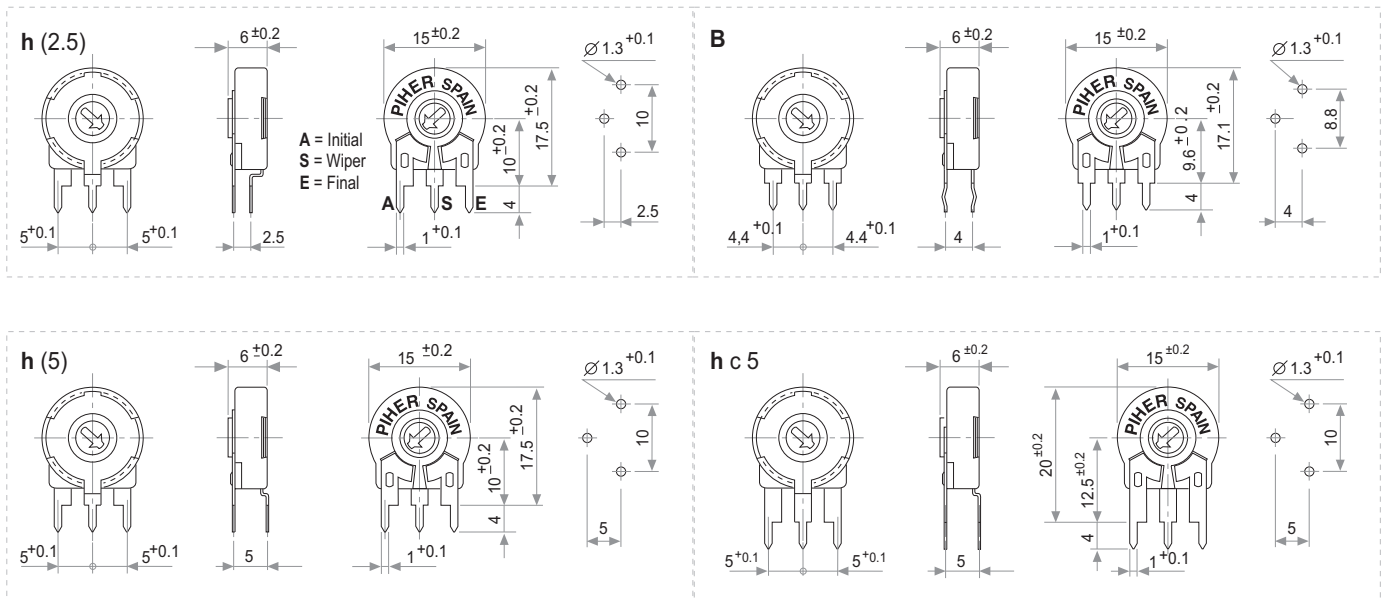 h (2.5)
6 ±0.2
15 ±0.2
Ø 1.3 +0.1
PIHER SPAIN
A = Initial
S = Wiper
E = Final
10 ±0.2
17.5 ±0.2
10
A
S
E
4
2.5
5 +0.1
5 +0.1
2.5
1 +0.1
B
6 ±0.2
15 ±0.2
Ø 1.3 +0.1
PIHER SPAIN
9.6 ±0.2
17.1 ±0.2
8.8
4
4
4,4 +0.1
4.4 +0.1
4
1 +0.1
h (5)
6 ±0.2
15 ±0.2
Ø 1.3 +0.1
PIHER SPAIN
10 ±0.2
17.5 ±0.2
10
4
5
5 +0.1
5 +0.1
5
1 +0.1
h c 5
6 ±0.2
15 ±0.2
Ø 1.3 +0.1
PIHER SPAIN
20 ±0.2
12.5 ±0.2
10
4
5
5 +0.1
5 +0.1
5
1 +0.1